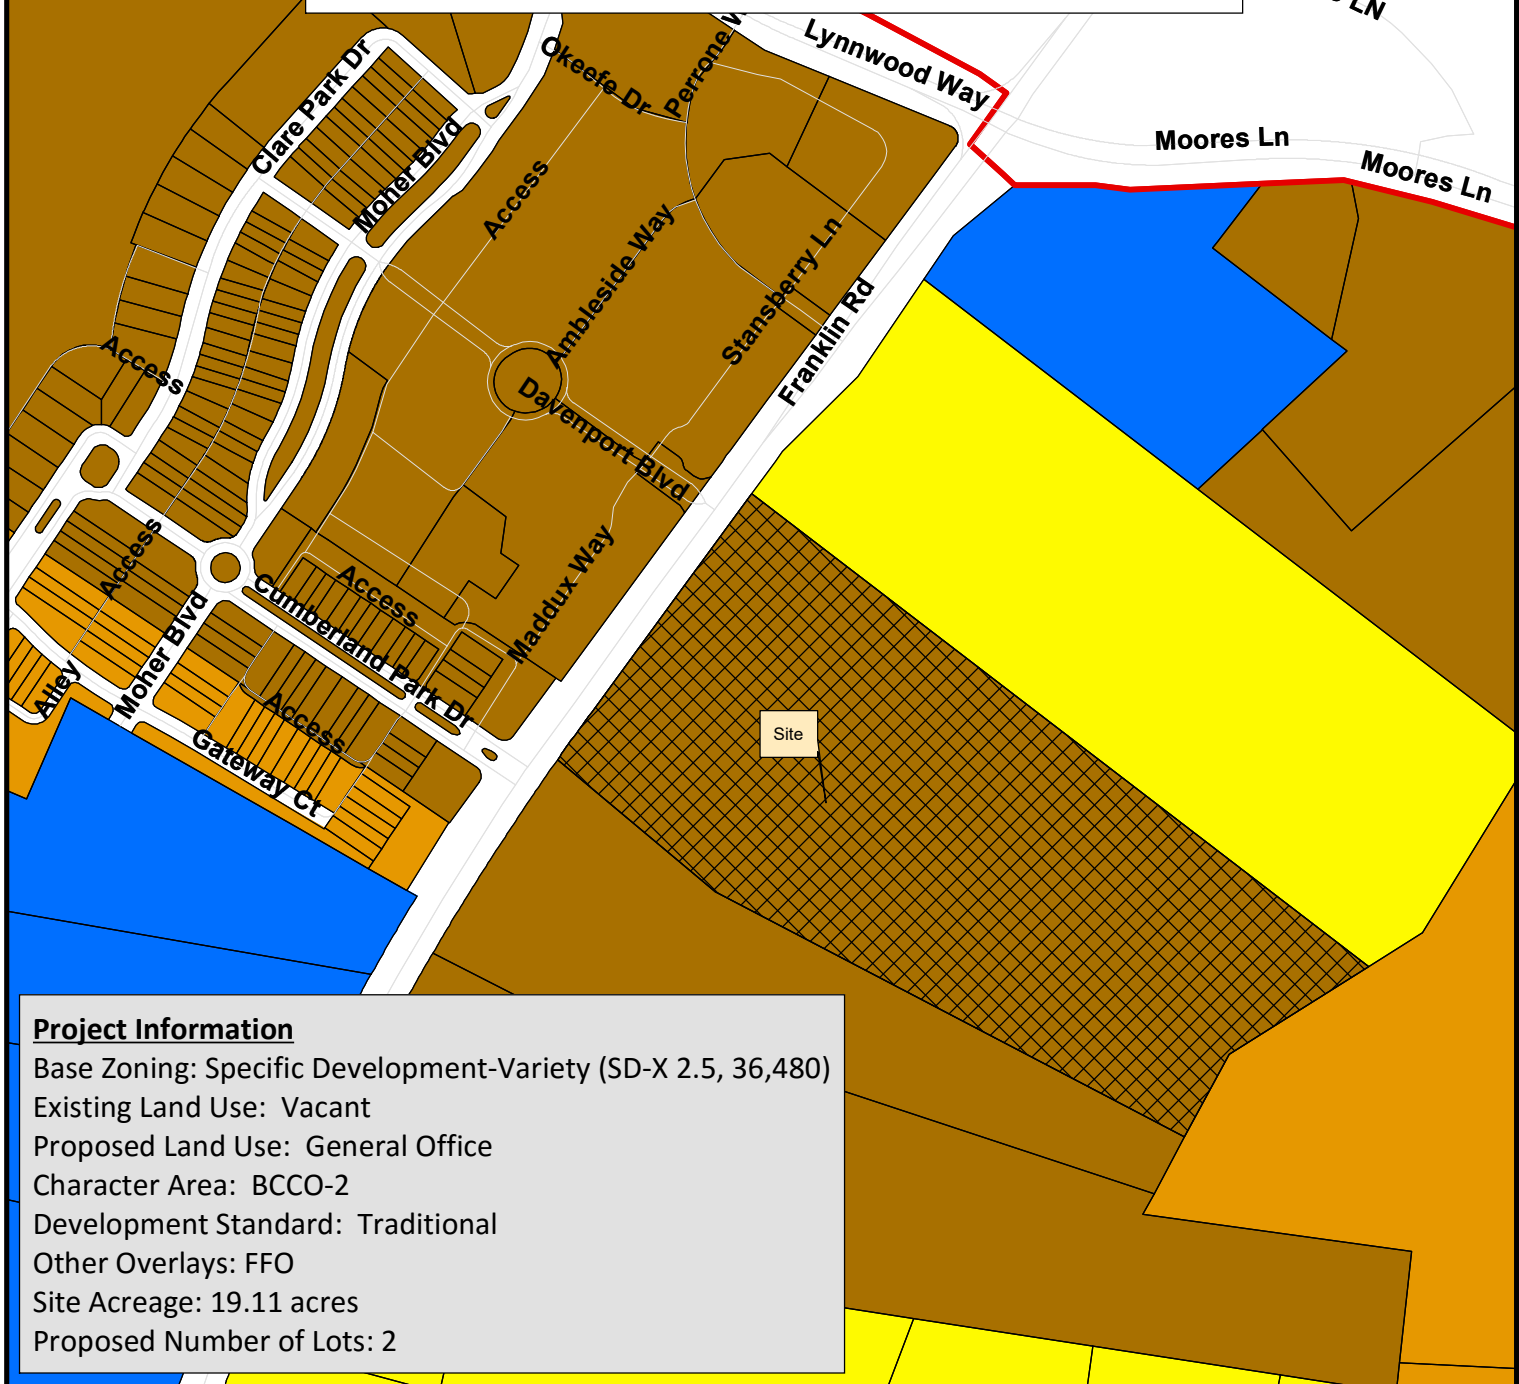 LN
Lynnwood Way
Okeefe Dr
Perrone
Clare Park Dr
Moores Ln
Moores Ln
Moher Blvd
Access
Ambleside Way
Stansberry Ln
Franklin Rd
Access
Davenport Blvd
Access
Maddux Way
Access
Cumberland Park Dr
Moher Blvd
Alley
Access
Gateway Ct
Site
Project Information
Base Zoning: Specific Development-Variety (SD-X 2.5, 36,480)
Existing Land Use: Vacant
Proposed Land Use: General Office
Character Area: BCCO-2
Development Standard: Traditional
Other Overlays: FFO
Site Acreage: 19.11 acres
Proposed Number of Lots: 2